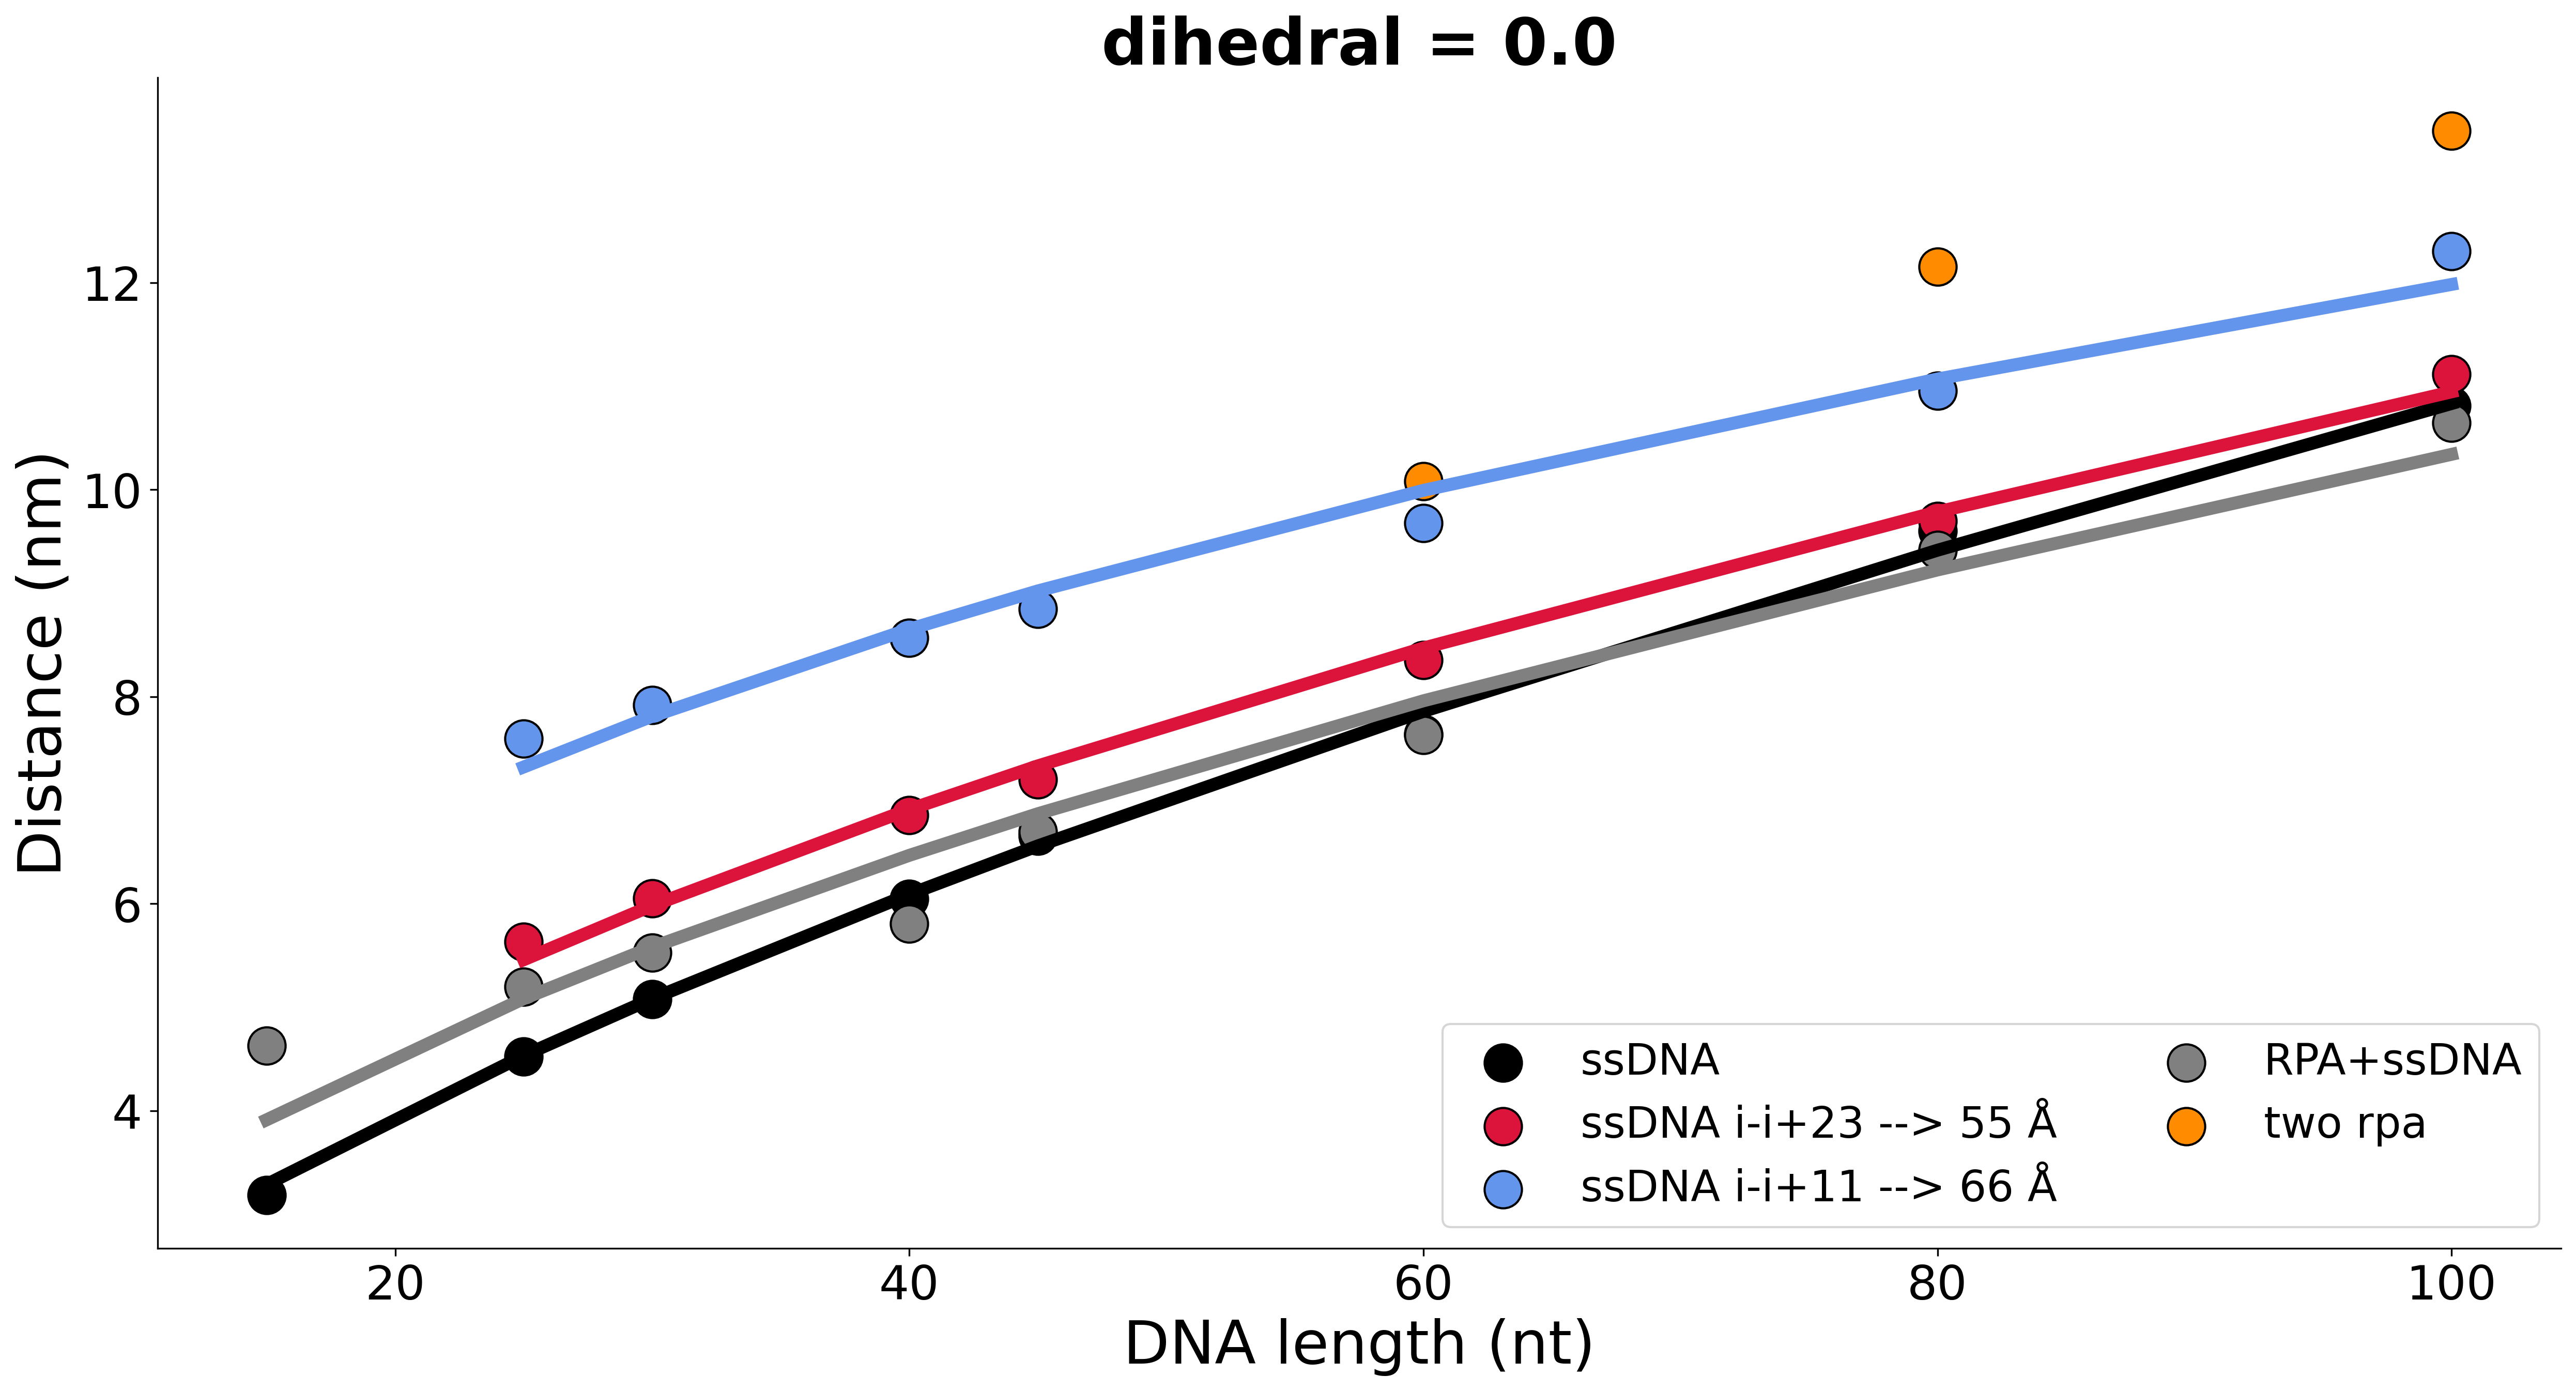 dihedral = 0.0
Distance (nm)
12
10
8
6
4
20
40
60
80
100
DNA length (nt)
ssDNA
ssDNA i-i+23 --> 55 Å
ssDNA i-i+11 --> 66 Å
RPA+ssDNA
two rpa